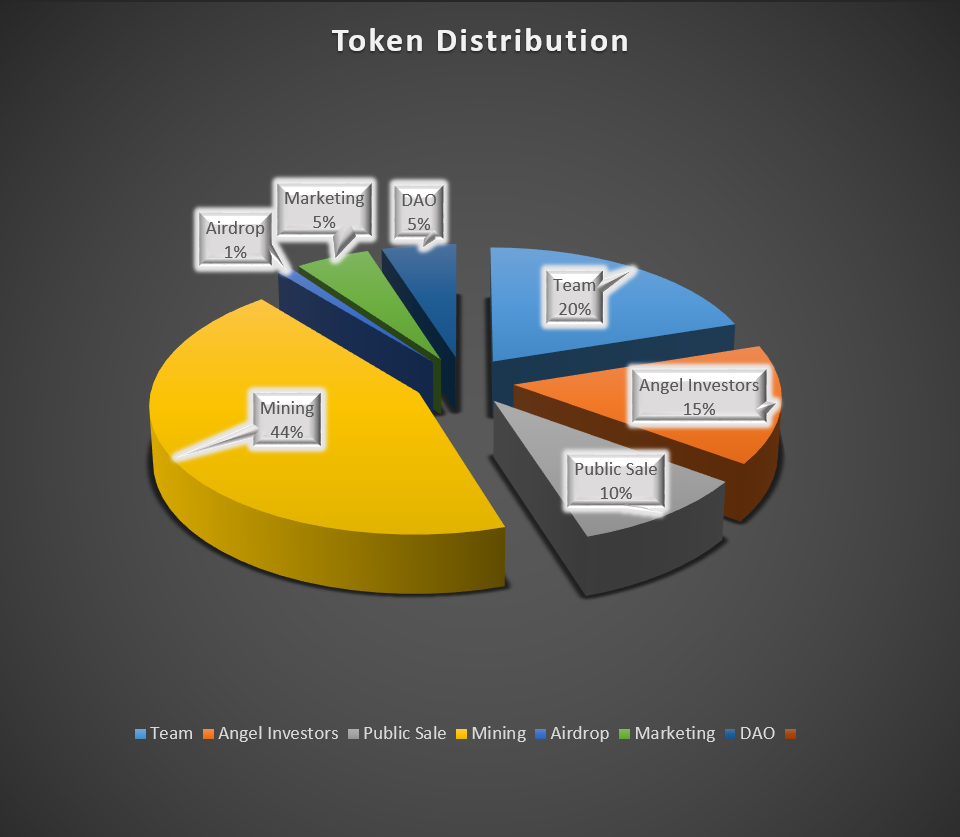 Token Distribution
Marketing
5%
DAO
5%
Airdrop
1%
Team
20%
Angel Investors
15%
Mining
44%
Public Sale
10%
Team Angel Investors Public Sale Mining Airdrop Marketing DAO